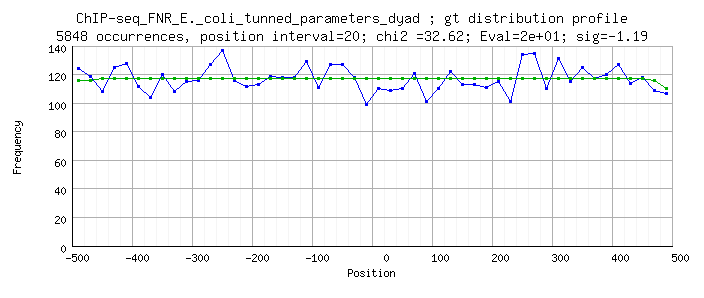 ChIP-seq_FNR_E._coli_tunned_parameters_dyad ; gt distribution profile
5848 occurrences, position interval=20; chi2 =32.62; Eval=2e+01; sig=-1.19
140
120
100
80
60
40
20
0
Frequency
-500 -400 -300 -200 -100 0 100 200 300 400 500
Position